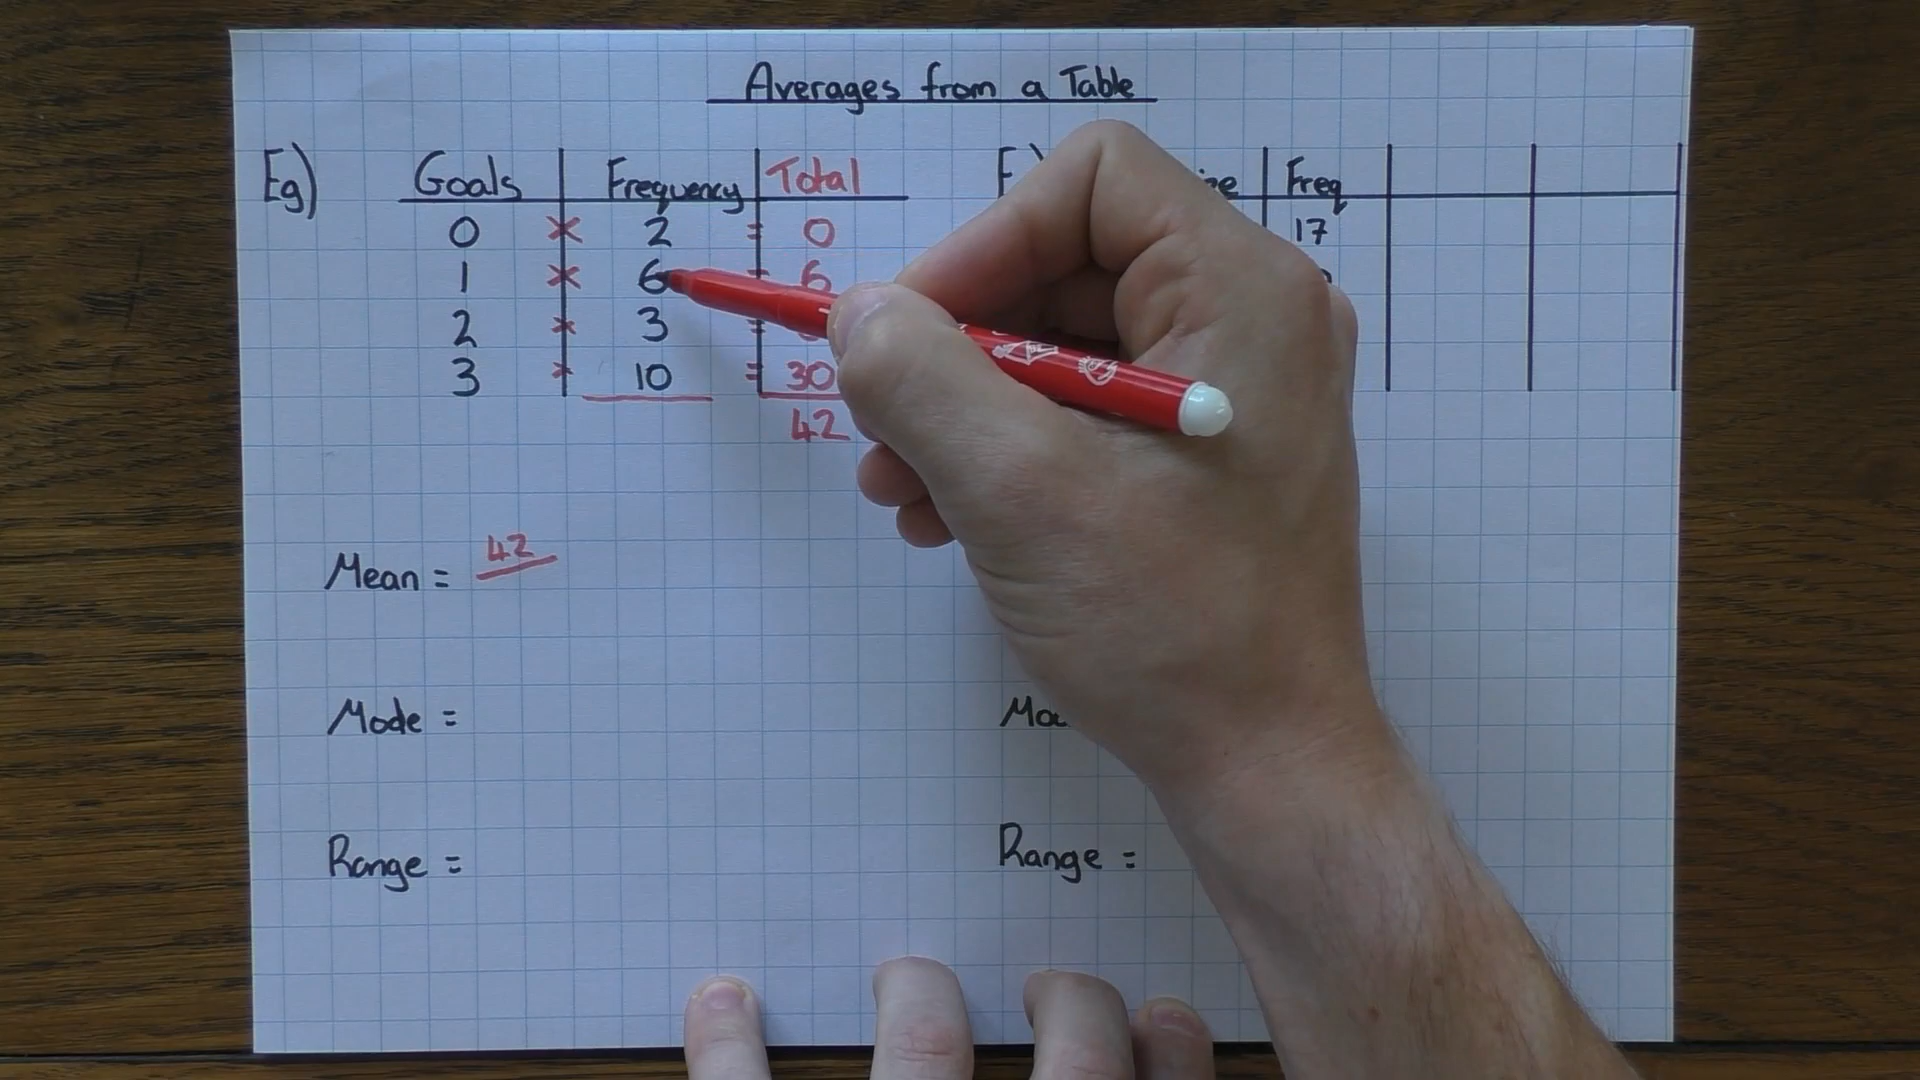 Averages from a Table
Eg) Goals Frequency Total
0 × 2 = 0
1 × 6 = 6
2 × 3 =
3 × 10 = 30
42
Mean = 42
Mode =
Range =
Freq
17
Range =